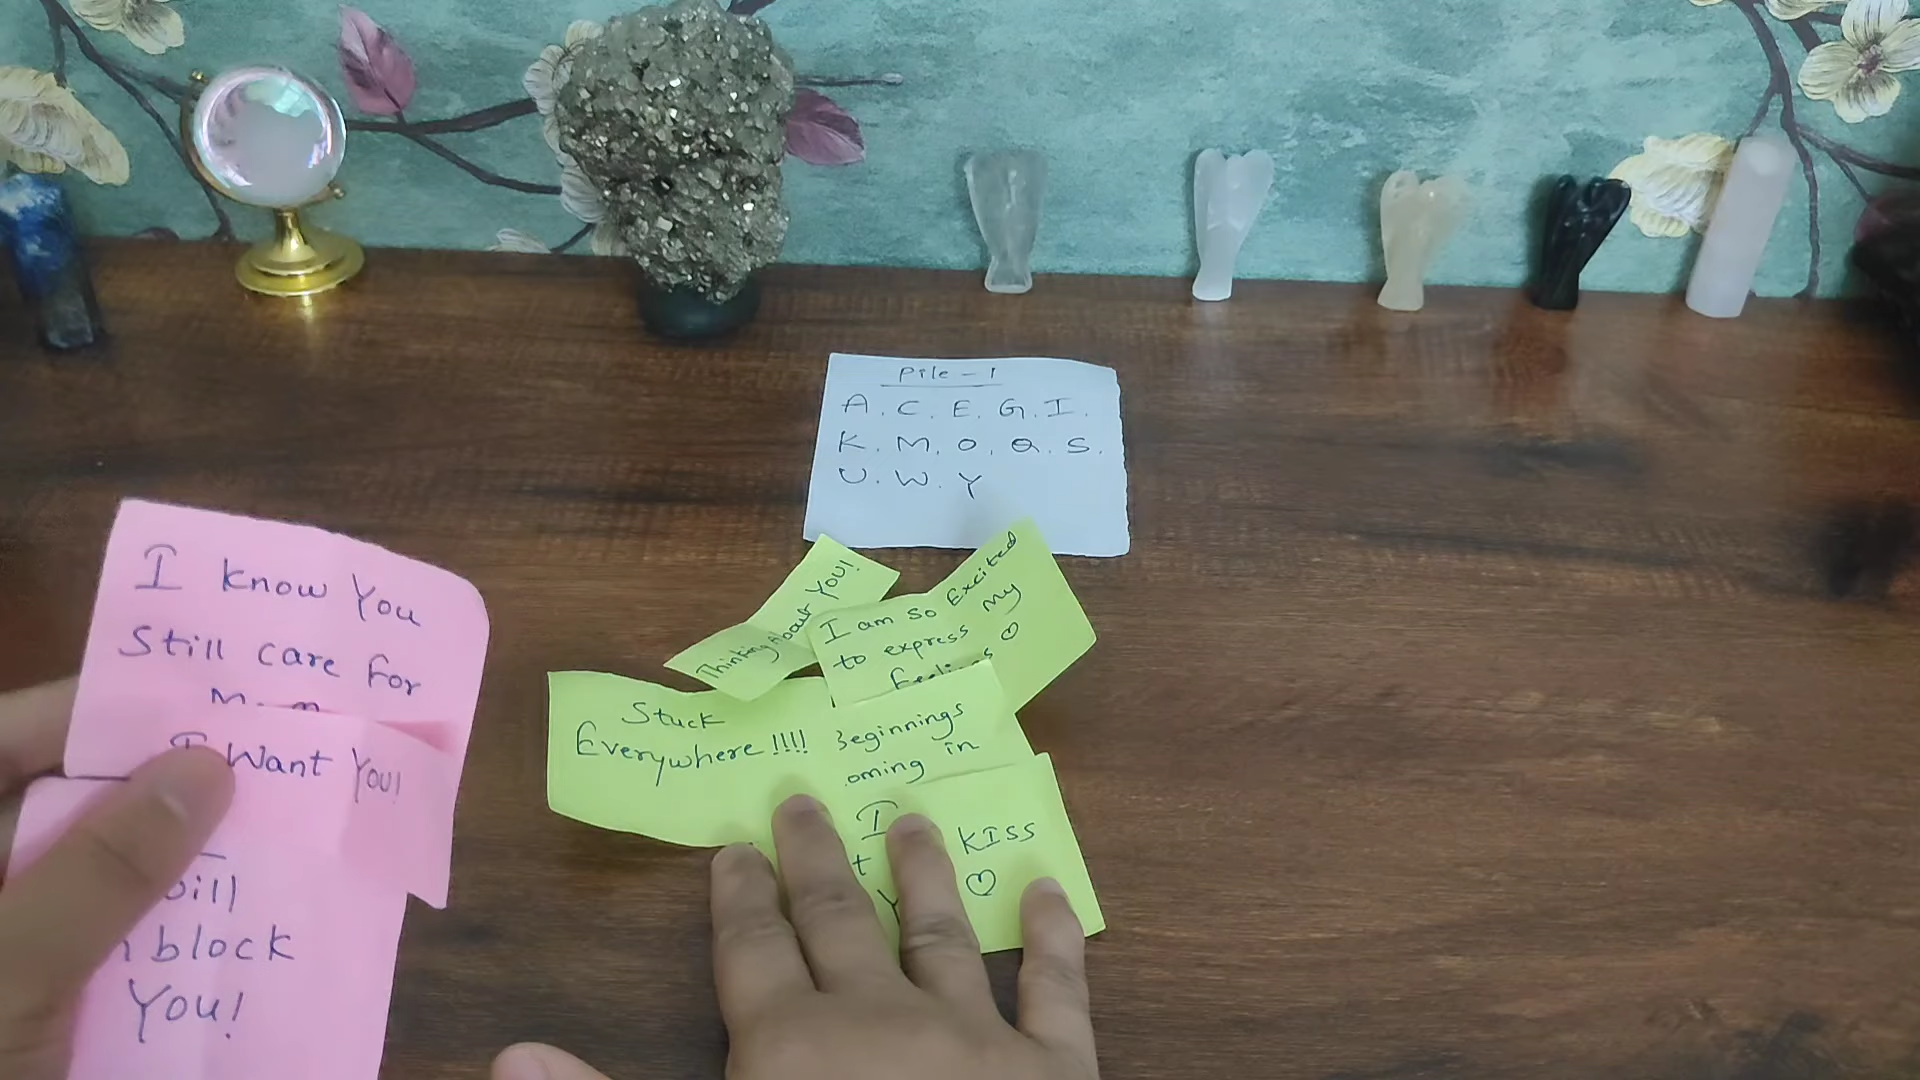 Pile - 1
A. C. E. G. I.
K. M. O. Q. S.
U. W. Y
I know You
Still care for
I Want You!
block
You!
Thinking About YOU!
I am so Excited
to express My
Stuck
Everywhere !!!!
Beginnings
in
I
KISS